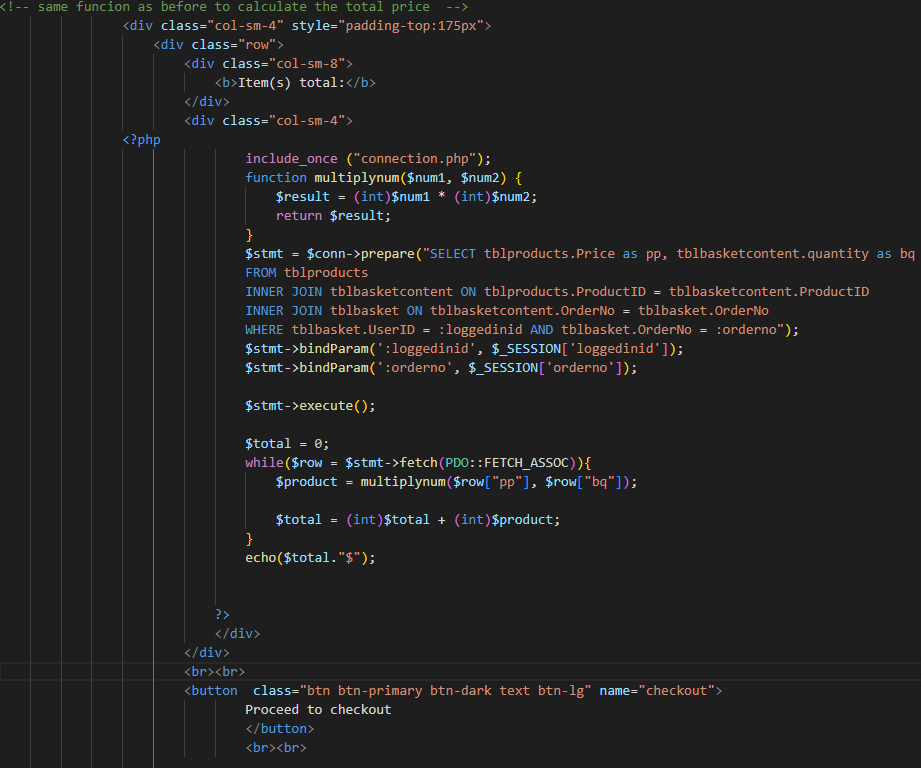 <!-- same funcion as before to calculate the total price  -->
<div class="col-sm-4" style="padding-top:175px">
<div class="row">
<div class="col-sm-8">
<b>Item(s) total:</b>
</div>
<div class="col-sm-4">
<?php
include_once ("connection.php");
function multiplynum($num1, $num2) {
$result = (int)$num1 * (int)$num2;
return $result;
}
$stmt = $conn->prepare("SELECT tblproducts.Price as pp, tblbasketcontent.quantity as bq
FROM tblproducts
INNER JOIN tblbasketcontent ON tblproducts.ProductID = tblbasketcontent.ProductID
INNER JOIN tblbasket ON tblbasketcontent.OrderNo = tblbasket.OrderNo
WHERE tblbasket.UserID = :loggedinid AND tblbasket.OrderNo = :orderno");
$stmt->bindParam(':loggedinid', $_SESSION['loggedinid']);
$stmt->bindParam(':orderno', $_SESSION['orderno']);
$stmt->execute();
$total = 0;
while($row = $stmt->fetch(PDO::FETCH_ASSOC)){
$product = multiplynum($row["pp"], $row["bq"]);
$total = (int)$total + (int)$product;
}
echo($total."$");
?>
</div>
</div>
<br><br>
<button  class="btn btn-primary btn-dark text btn-lg" name="checkout">
Proceed to checkout
</button>
<br><br>